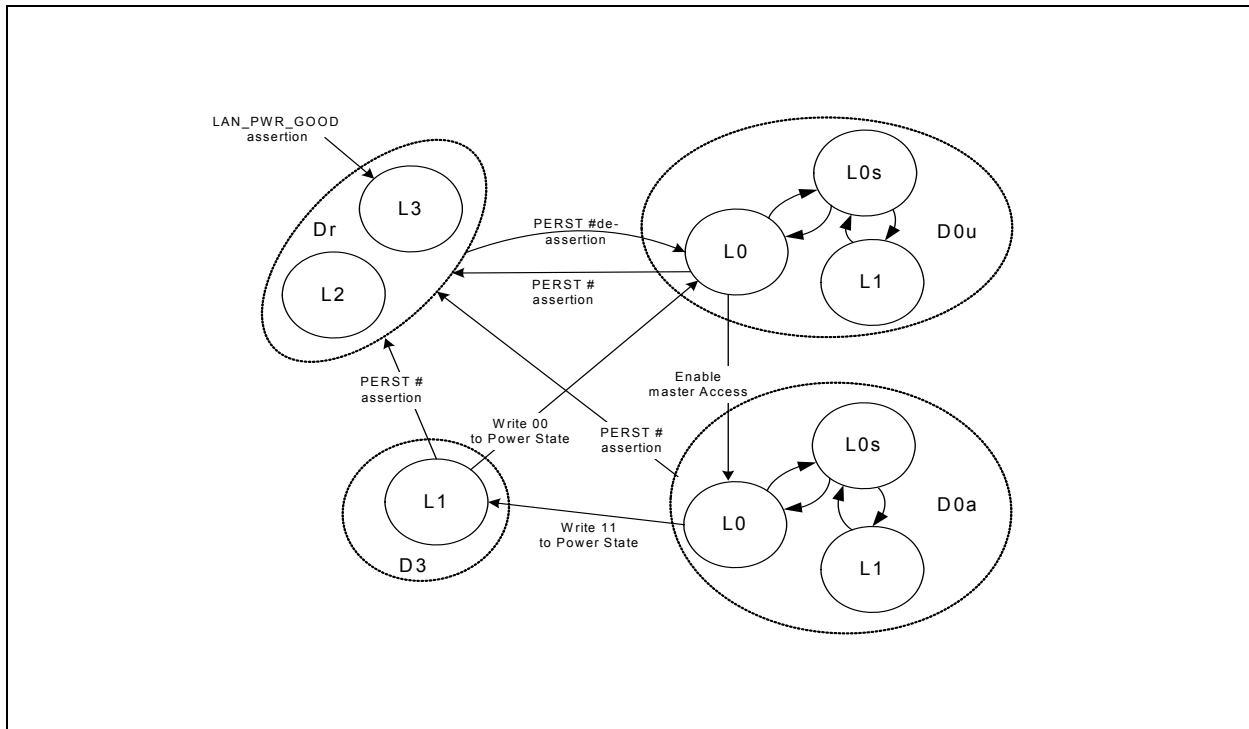 LAN_PWR_GOOD
assertion
L3
Dr
L2
PERST #de-
assertion
PERST #
assertion
L0s
L0
D0u
L1
PERST #
assertion
Write 00
to Power State
PERST #
assertion
Enable
master Access
L1
D3
Write 11
to Power State
L0s
L0
D0a
L1